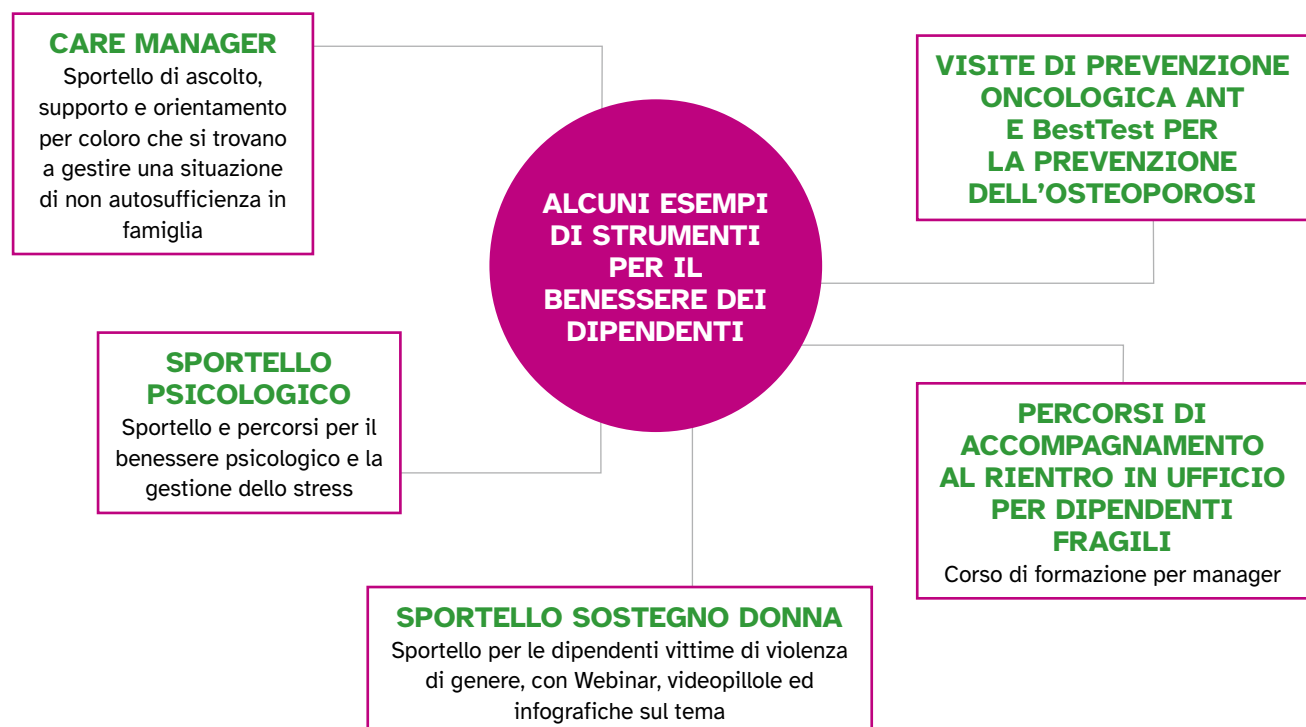 CARE MANAGER
Sportello di ascolto,
supporto e orientamento
per coloro che si trovano
a gestire una situazione
di non autosufficienza in
famiglia
VISITE DI PREVENZIONE
ONCOLOGICA ANT
E BestTest PER
LA PREVENZIONE
DELL’OSTEOPOROSI
ALCUNI ESEMPI
DI STRUMENTI
PER IL
BENESSERE DEI
DIPENDENTI
SPORTELLO
PSICOLOGICO
Sportello e percorsi per il
benessere psicologico e la
gestione dello stress
PERCORSI DI
ACCOMPAGNAMENTO
AL RIENTRO IN UFFICIO
PER DIPENDENTI
FRAGILI
Corso di formazione per manager
SPORTELLO SOSTEGNO DONNA
Sportello per le dipendenti vittime di violenza
di genere, con Webinar, videopillole ed
infografiche sul tema